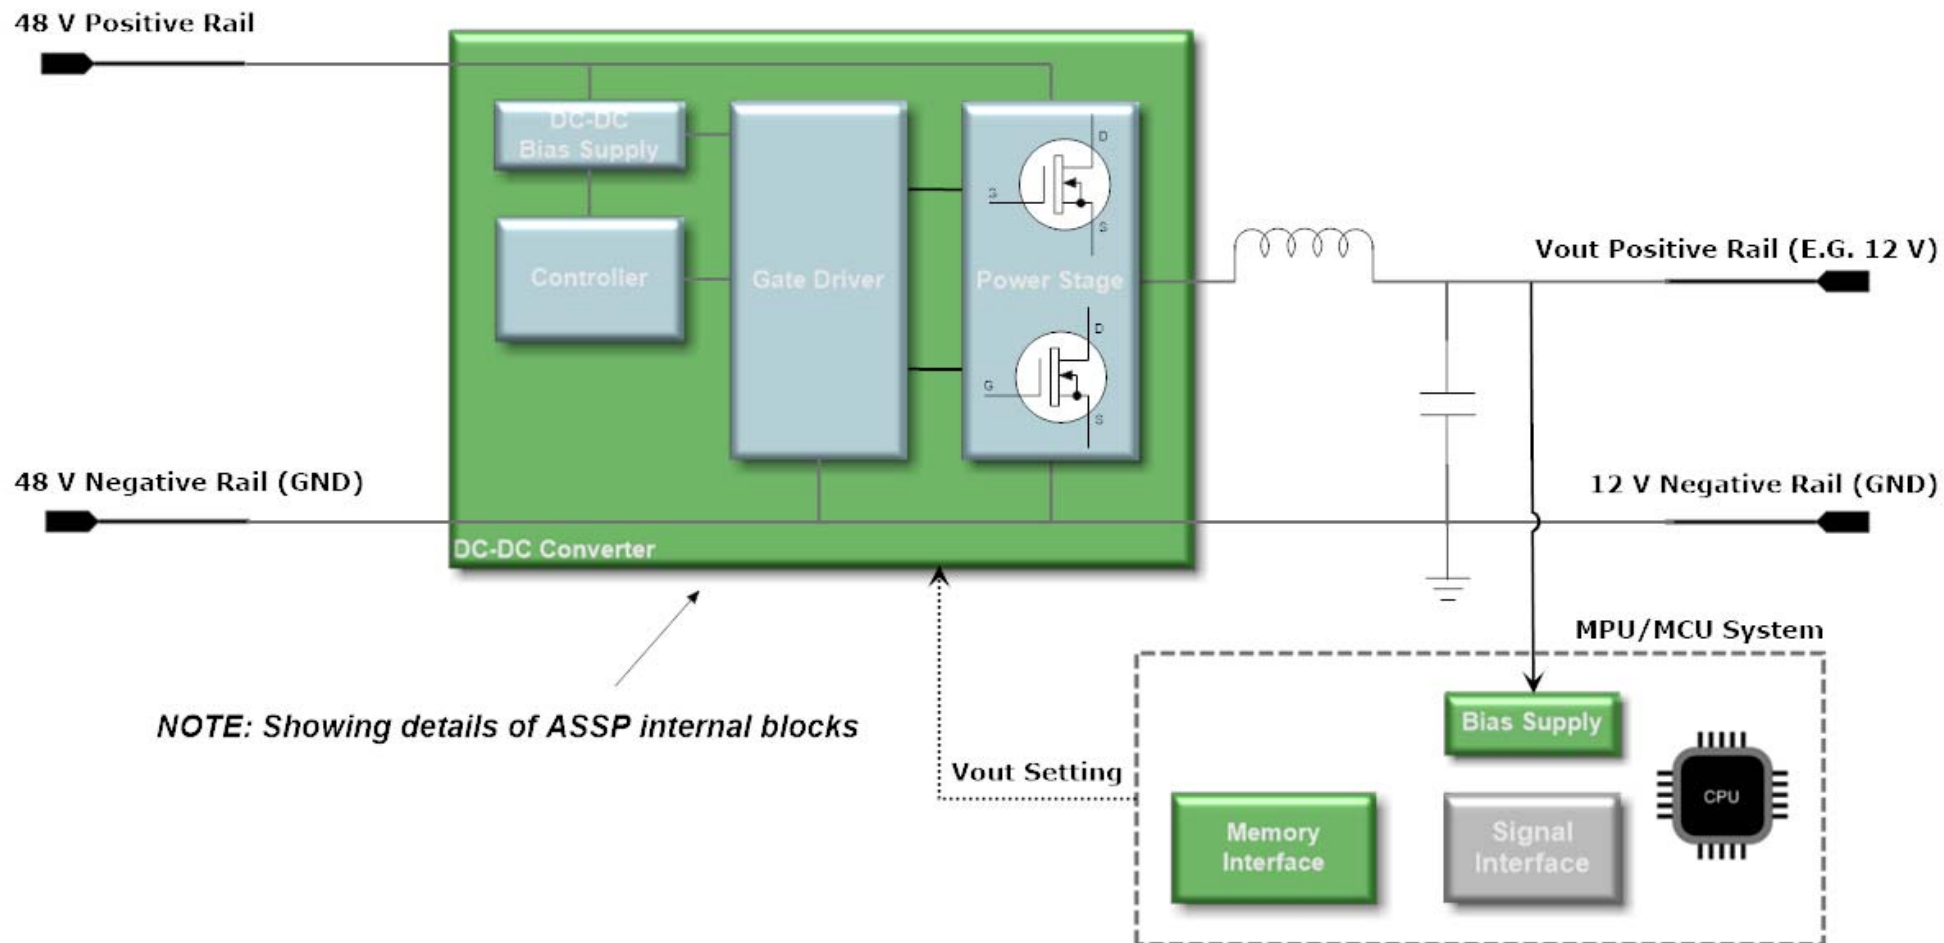 48 V Positive Rail
DC-DC
Bias Supply
Controller
Gate Driver
D
S
Power Stage
D
G
S
Vout Positive Rail (E.G. 12 V)
48 V Negative Rail (GND)
12 V Negative Rail (GND)
DC-DC Converter
NOTE: Showing details of ASSP internal blocks
MPU/MCU System
Vout Setting
Bias Supply
CPU
Memory
Interface
Signal
Interface